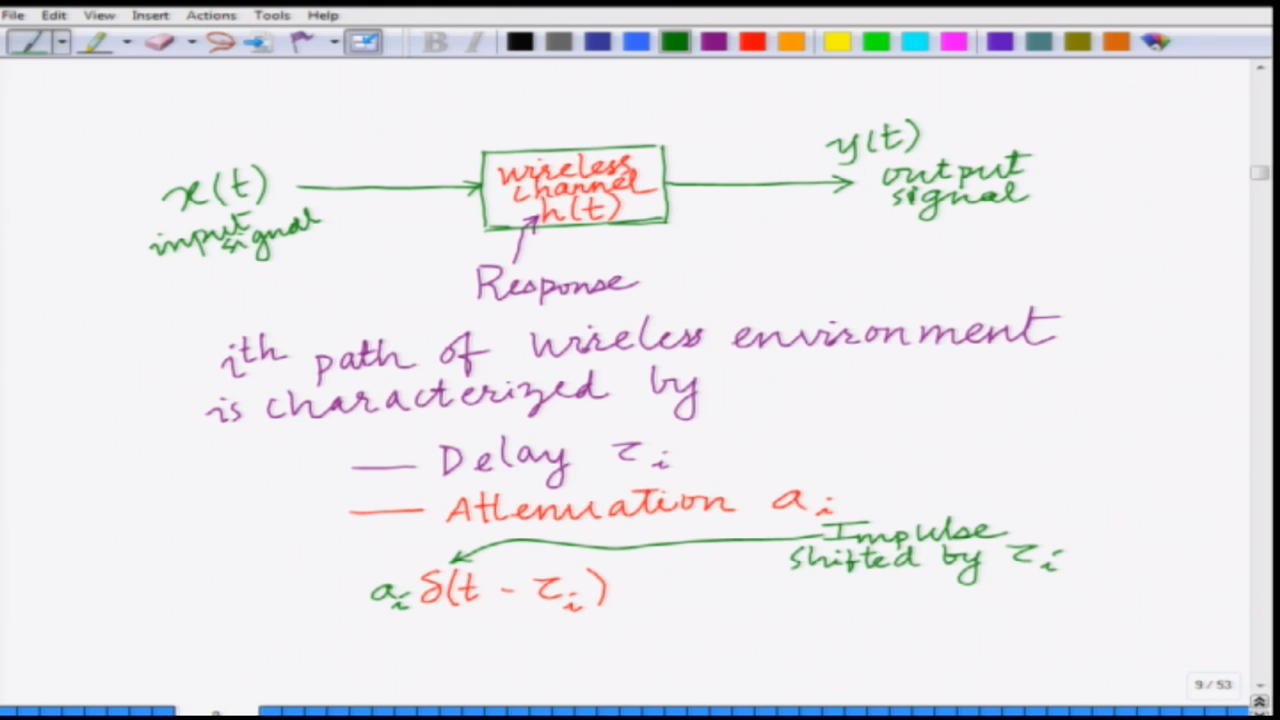 File Edit View Insert Actions Tools Help
B I
x(t)
input
signal
wireless
channel
h(t)
y(t)
output
signal
Response
ith path of wireless environment
is characterized by
— Delay τi
— Attenuation ai
Impulse
shifted by τi
ai δ(t - τi)
9 / 53